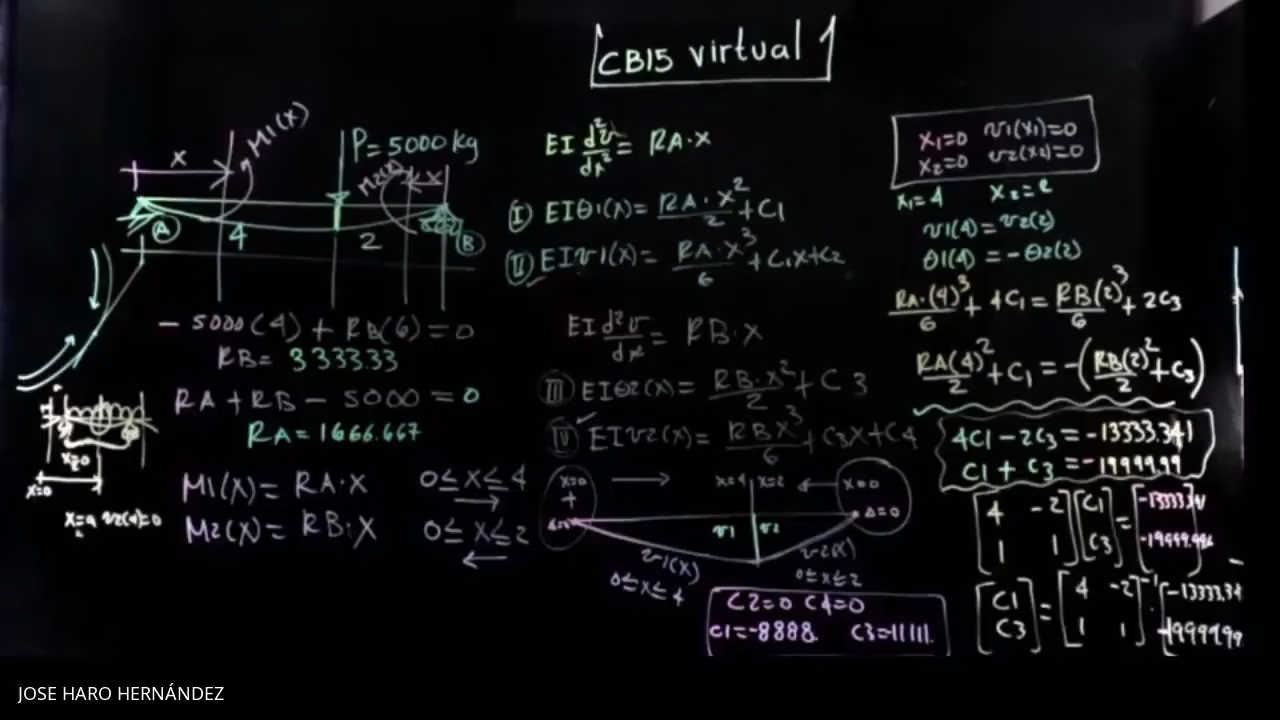 CB15 virtual
x
M1(x)
P=5000kg
M2(x)
x
A
4
2
B
- 5000(4) + RB(6) = 0
RB= 3333.33
RA+RB - 5000 = 0
RA=1666.667
M1(x)= RA·x 0≤x≤4
M2(x)= RB·x 0≤x≤2
x=0
x=0
EI d²v/dx² = RA·x
I) EIθ1(x)= RA·x²/2 + C1
II) EIv1(x)= RA·x³/6 + C1x+C2
EI d²v/dx² = RB·x
III) EIθ2(x)= RB·x²/2 + C3
IV) EIv2(x)= RBx³/6 + C3x+C4
x=0
x=4 x=2
x=0
Δ=0
v1 v2
v1(x)
0≤x≤4
v2(x)
0≤x≤2
C2=0 C4=0
C1=-8888. C3=-11111.
x1=0 v1(x1)=0
x2=0 v2(x2)=0
x1=4
v1(4)=v2(2)
θ1(4) = -θ2(2)
RA·(4)³/6 + 4C1 = RB(2)³/6 + 2C3
RA(4)²/2 + C1 = -(RB(2)²/2 + C3)
4C1-2C3=-13333.341
C1 + C3 =-19999.99
[4 -2; 1 1][C1; C3] =
[C1; C3] = [4 -2; 1 1]⁻¹ ·
JOSE HARO HERNÁNDEZ